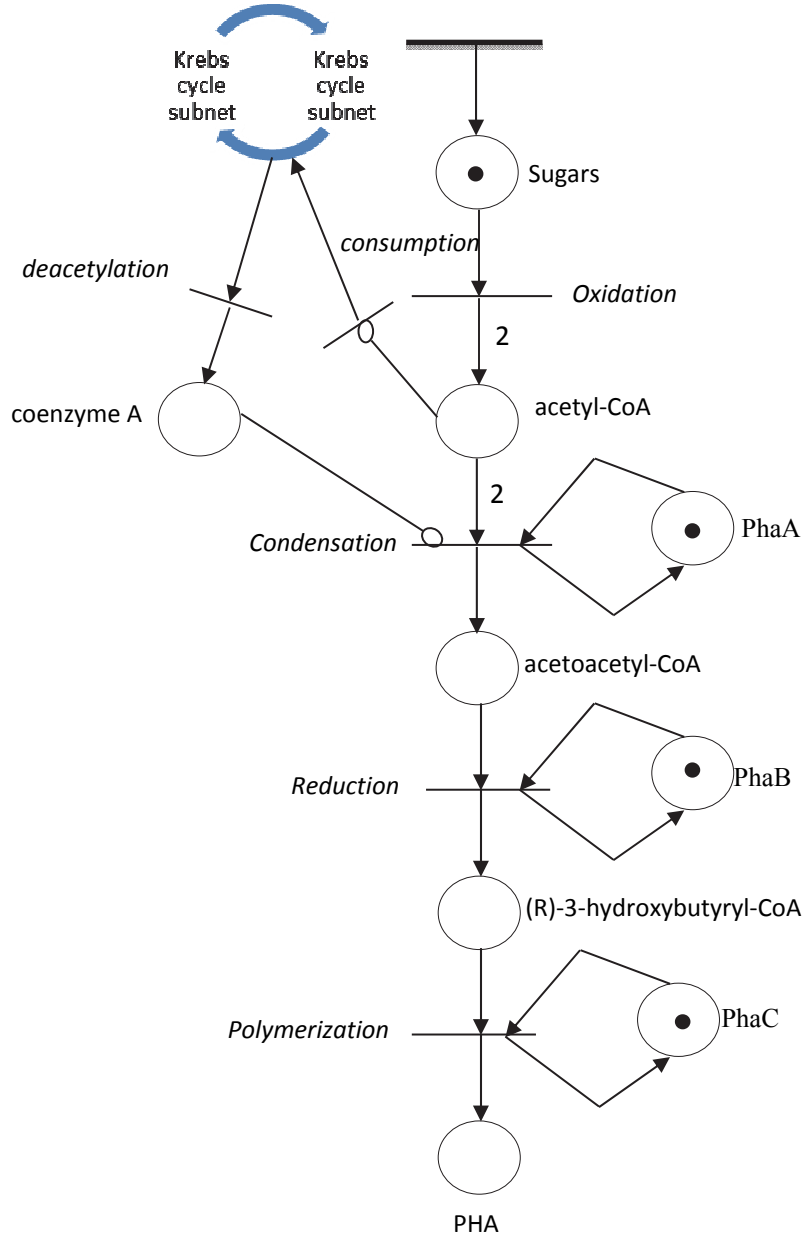 Krebs
cycle
subnet
Krebs
cycle
subnet
Sugars
consumption
deacetylation
Oxidation
2
coenzyme A
acetyl-CoA
2
PhaA
Condensation
acetoacetyl-CoA
Reduction
PhaB
(R)-3-hydroxybutyryl-CoA
Polymerization
PhaC
PHA